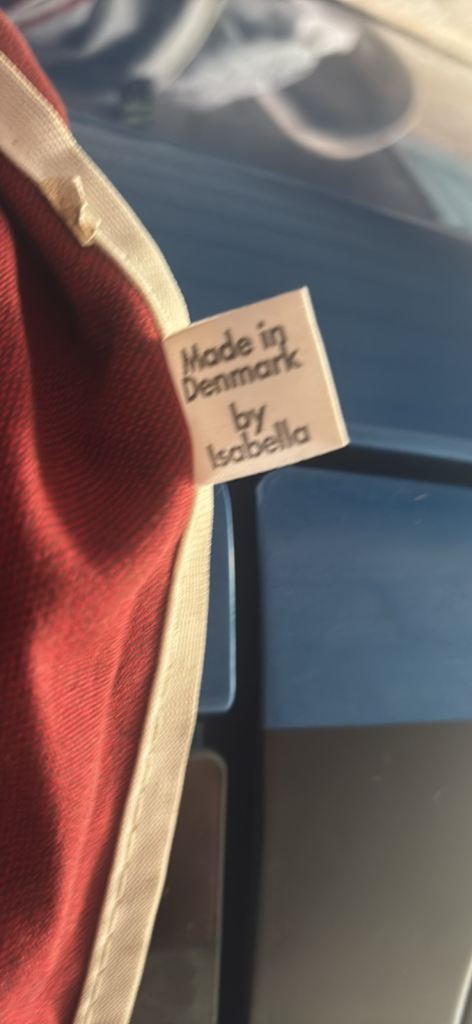 Made in
Denmark
by
Isabella